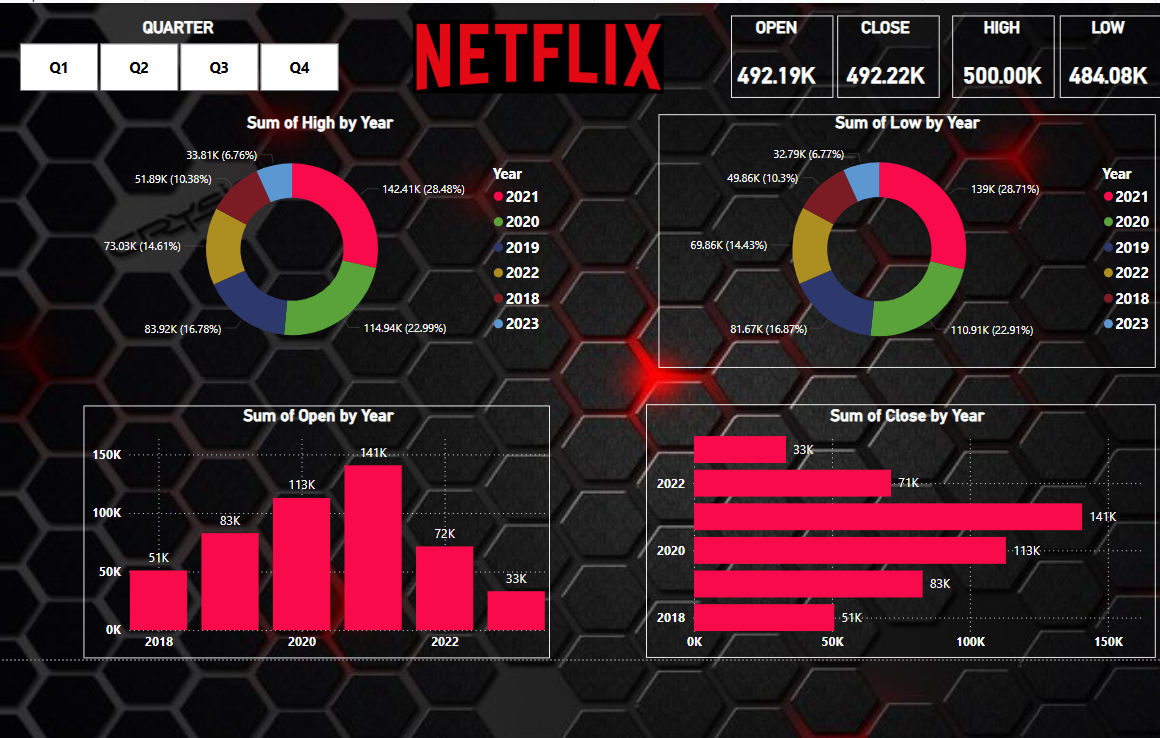 QUARTER
Q1 Q2 Q3 Q4
NETFLIX
OPEN
492.19K
CLOSE
492.22K
HIGH
500.00K
LOW
484.08K
Sum of High by Year
33.81K (6.76%)
51.89K (10.38%)
142.41K (28.48%)
73.03K (14.61%)
83.92K (16.78%)
114.94K (22.99%)
Year
2021
2020
2019
2022
2018
2023
Sum of Low by Year
32.79K (6.77%)
49.86K (10.3%)
139K (28.71%)
69.86K (14.43%)
81.67K (16.87%)
110.91K (22.91%)
Year
2021
2020
2019
2022
2018
2023
Sum of Open by Year
150K
100K
50K
0K
51K
83K
113K
141K
72K
33K
2018 2020 2022
Sum of Close by Year
33K
2022 71K
141K
2020 113K
83K
2018 51K
0K 50K 100K 150K